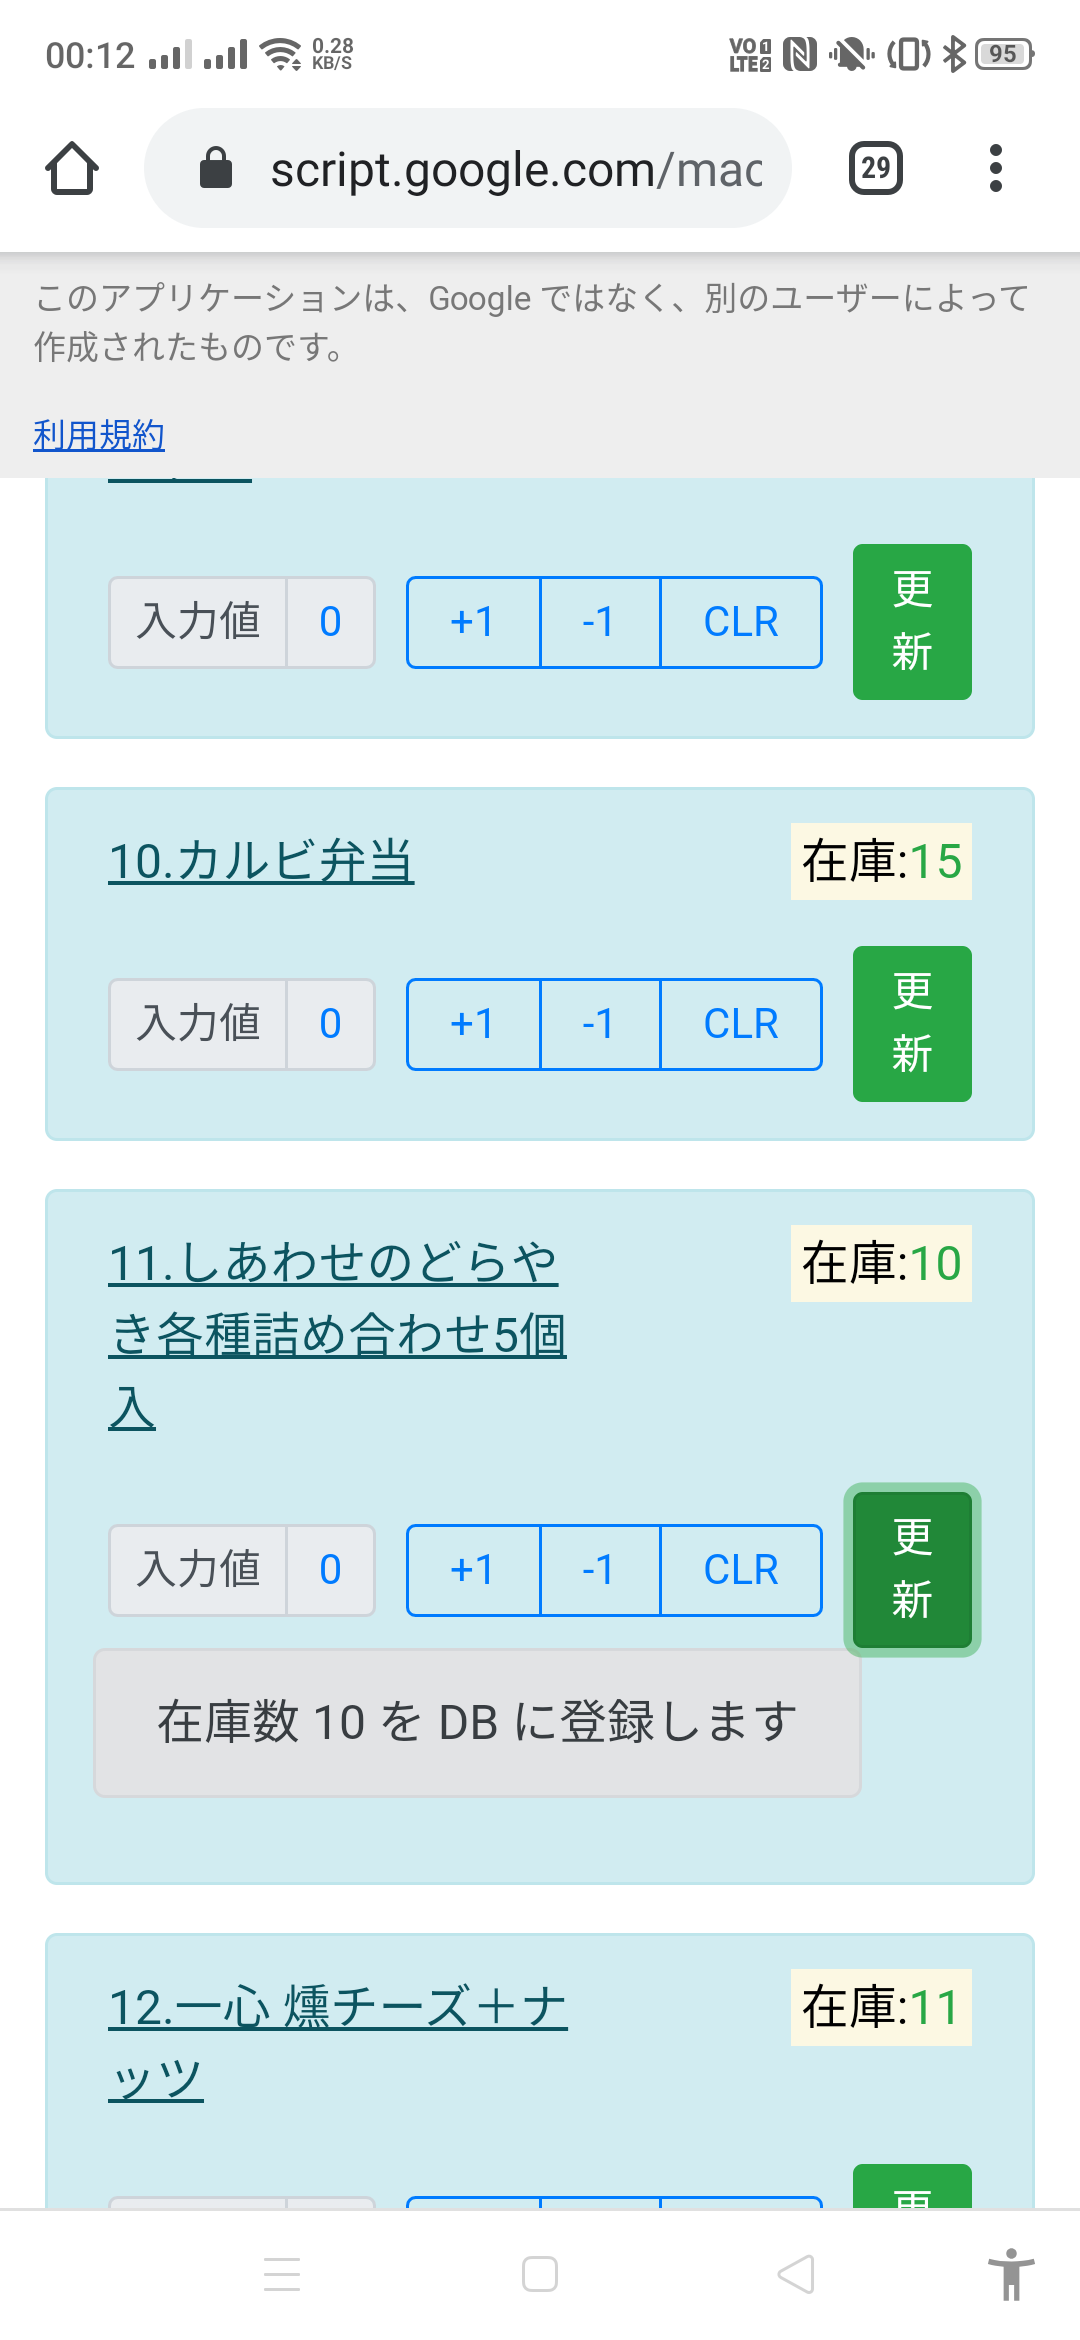 00:12 0.28 KB/S VO LTE 1 2 95
script.google.com/mac 29
このアプリケーションは、Google ではなく、別のユーザーによって
作成されたものです。
利用規約
入力値 0 +1 -1 CLR 更新
10.カルビ弁当 在庫:15
入力値 0 +1 -1 CLR 更新
11.しあわせのどらや 在庫:10
き各種詰め合わせ5個
入
入力値 0 +1 -1 CLR 更新
在庫数 10 を DB に登録します
12.一心 燻チーズ＋ナ 在庫:11
ッツ